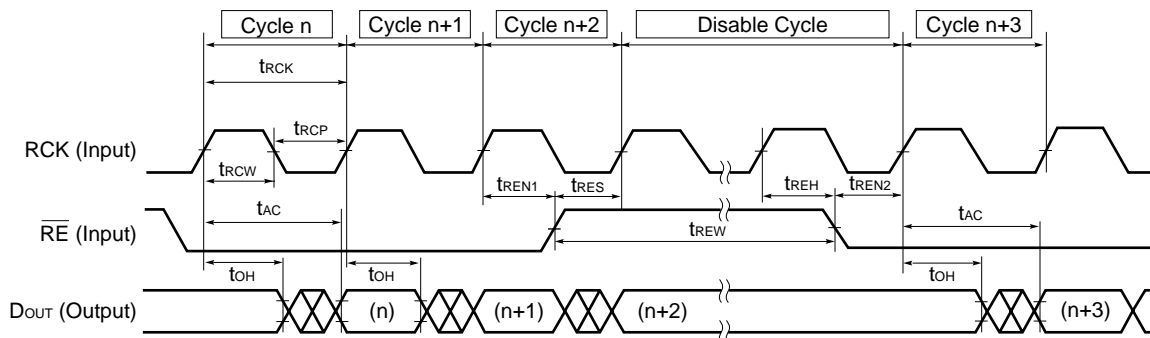 Cycle n Cycle n+1 Cycle n+2 Disable Cycle Cycle n+3
tRCK
RCK (Input)
tRCP
tRCW
tREN1 tRES tREH tREN2
RE (Input)
tAC tREW tAC
tOH tOH tOH
DOUT (Output)
(n) (n+1) (n+2) (n+3)